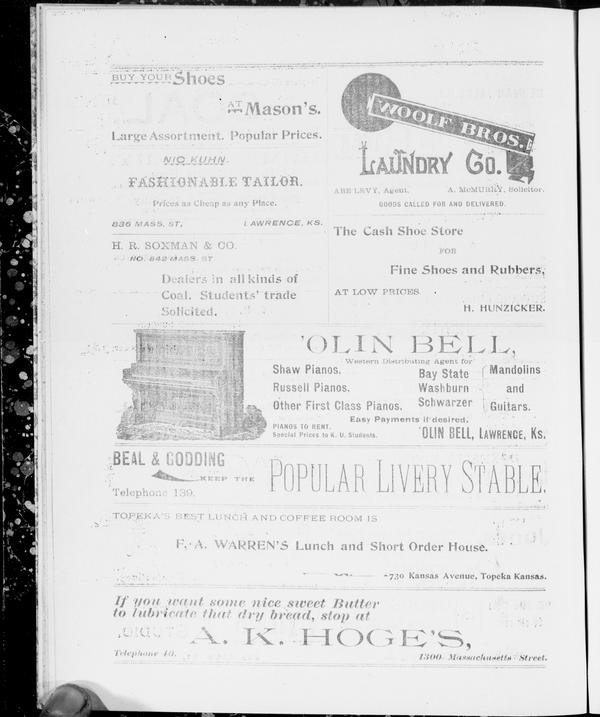 BUY YOUR Shoes
AT Mason's.
Large Assortment. Popular Prices.
NIC KUHN.
FASHIONABLE TAILOR.
Prices as Cheap as any Place.
836 MASS. ST, LAWRENCE, KS.
H. R. SOXMAN & CO.
NO. 842 MASS. ST
Dealers in all kinds of
Coal. Students' trade
Solicited.
WOOLF BROS.
LAUNDRY CO.
ABE LEVY, Agent. A. McMURRY, Solicitor.
GOODS CALLED FOR AND DELIVERED.
The Cash Shoe Store
FOR
Fine Shoes and Rubbers,
AT LOW PRICES.
H. HUNZICKER.
'OLIN BELL,
Western Distributing Agent for
Shaw Pianos.
Russell Pianos.
Other First Class Pianos.
Bay State
Washburn
Schwarzer
Mandolins
and
Guitars.
Easy Payments if desired.
PIANOS TO RENT.
Special Prices to K. U. Students.
'OLIN BELL, LAWRENCE, KS.
BEAL & GODDING
KEEP THE
Telephone 139.
POPULAR LIVERY STABLE.
TOPEKA'S BEST LUNCH AND COFFEE ROOM IS
F. A. WARREN'S Lunch and Short Order House.
730 Kansas Avenue, Topeka Kansas.
If you want some nice sweet Butter
to lubricate that dry bread, stop at
A. K. HOGE'S,
Telephone 40. 1300 Massachusetts Street.